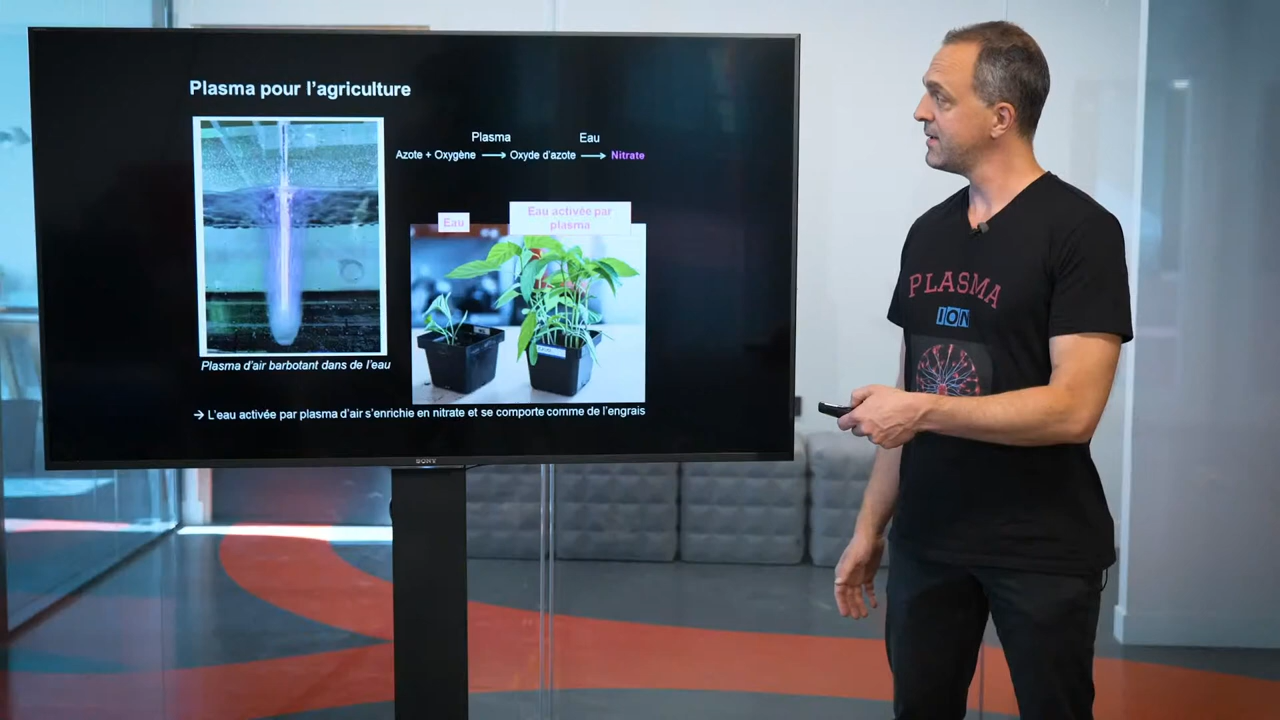 Plasma pour l'agriculture
Plasma
Eau
Azote + Oxygène → Oxyde d'azote → Nitrate
Eau
Eau activée par
plasma
Plasma d'air barbotant dans de l'eau
→ L'eau activée par plasma d'air s'enrichie en nitrate et se comporte comme de l'engrais
SONY
PLASMA
ION